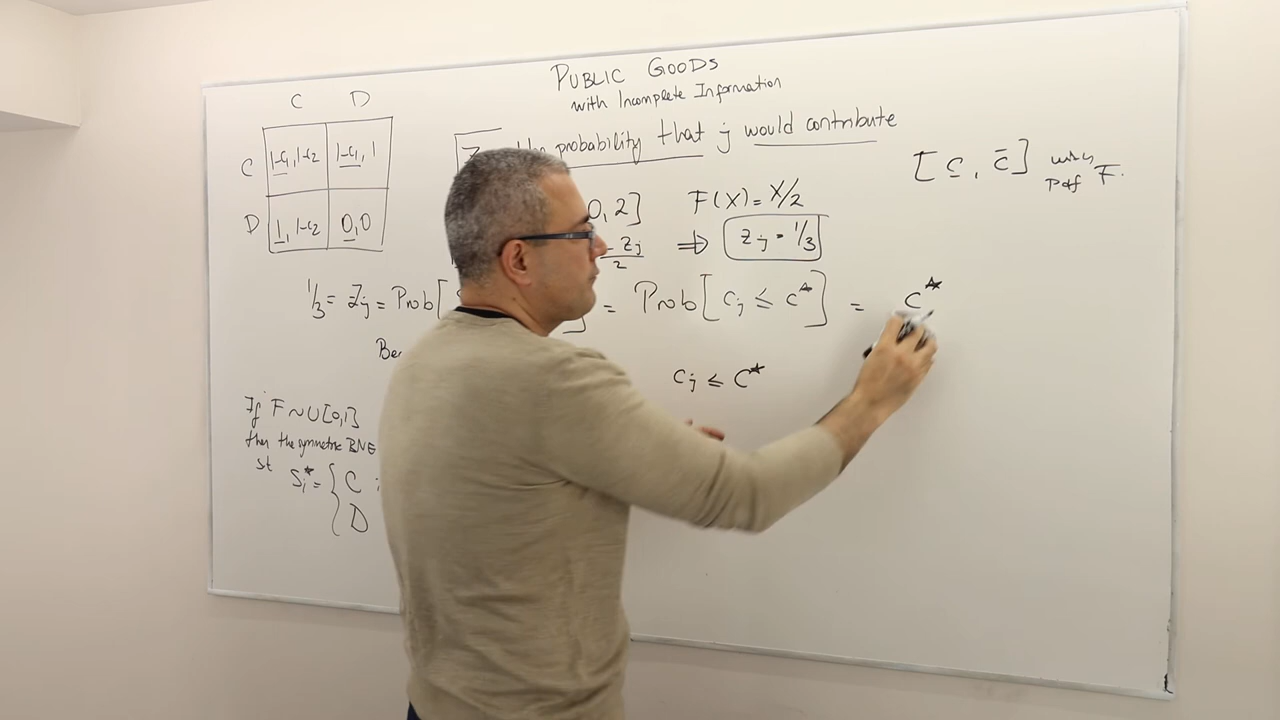 PUBLIC GOODS
with Incomplete Information
C D
C 1-c₁, 1-c₂ 1-c₁, 1
D 1, 1-c₂ 0, 0
the probability that j would contribute
[c̲, c̄] with pdf F.
0, 2] F(x) = x/2
- Zj / 2 ⇒ Zj = 1/3
1/3 = Zj = Prob[ ] = Prob[cj ≤ c*] = c*
cj ≤ c*
If F ~ U[0,1]
then the symmetric BNE
st
Si* = { C
D